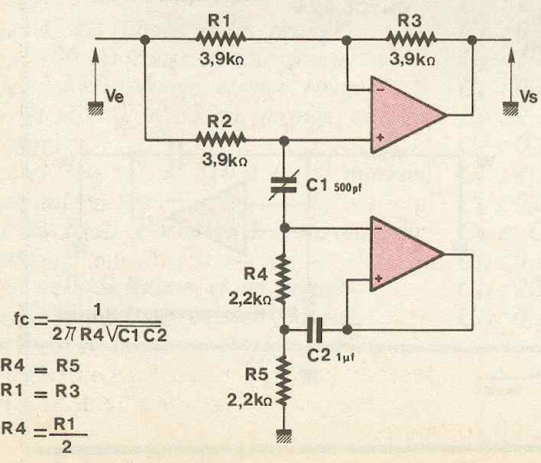 R1
3,9kΩ
R3
3,9kΩ
Ve
Vs
R2
3,9kΩ
-
+
C1 500pf
-
+
R4
2,2kΩ
C2 1µf
R5
2,2kΩ
fc = 1 / 2π R4 √C1 C2
R4 = R5
R1 = R3
R4 = R1 / 2